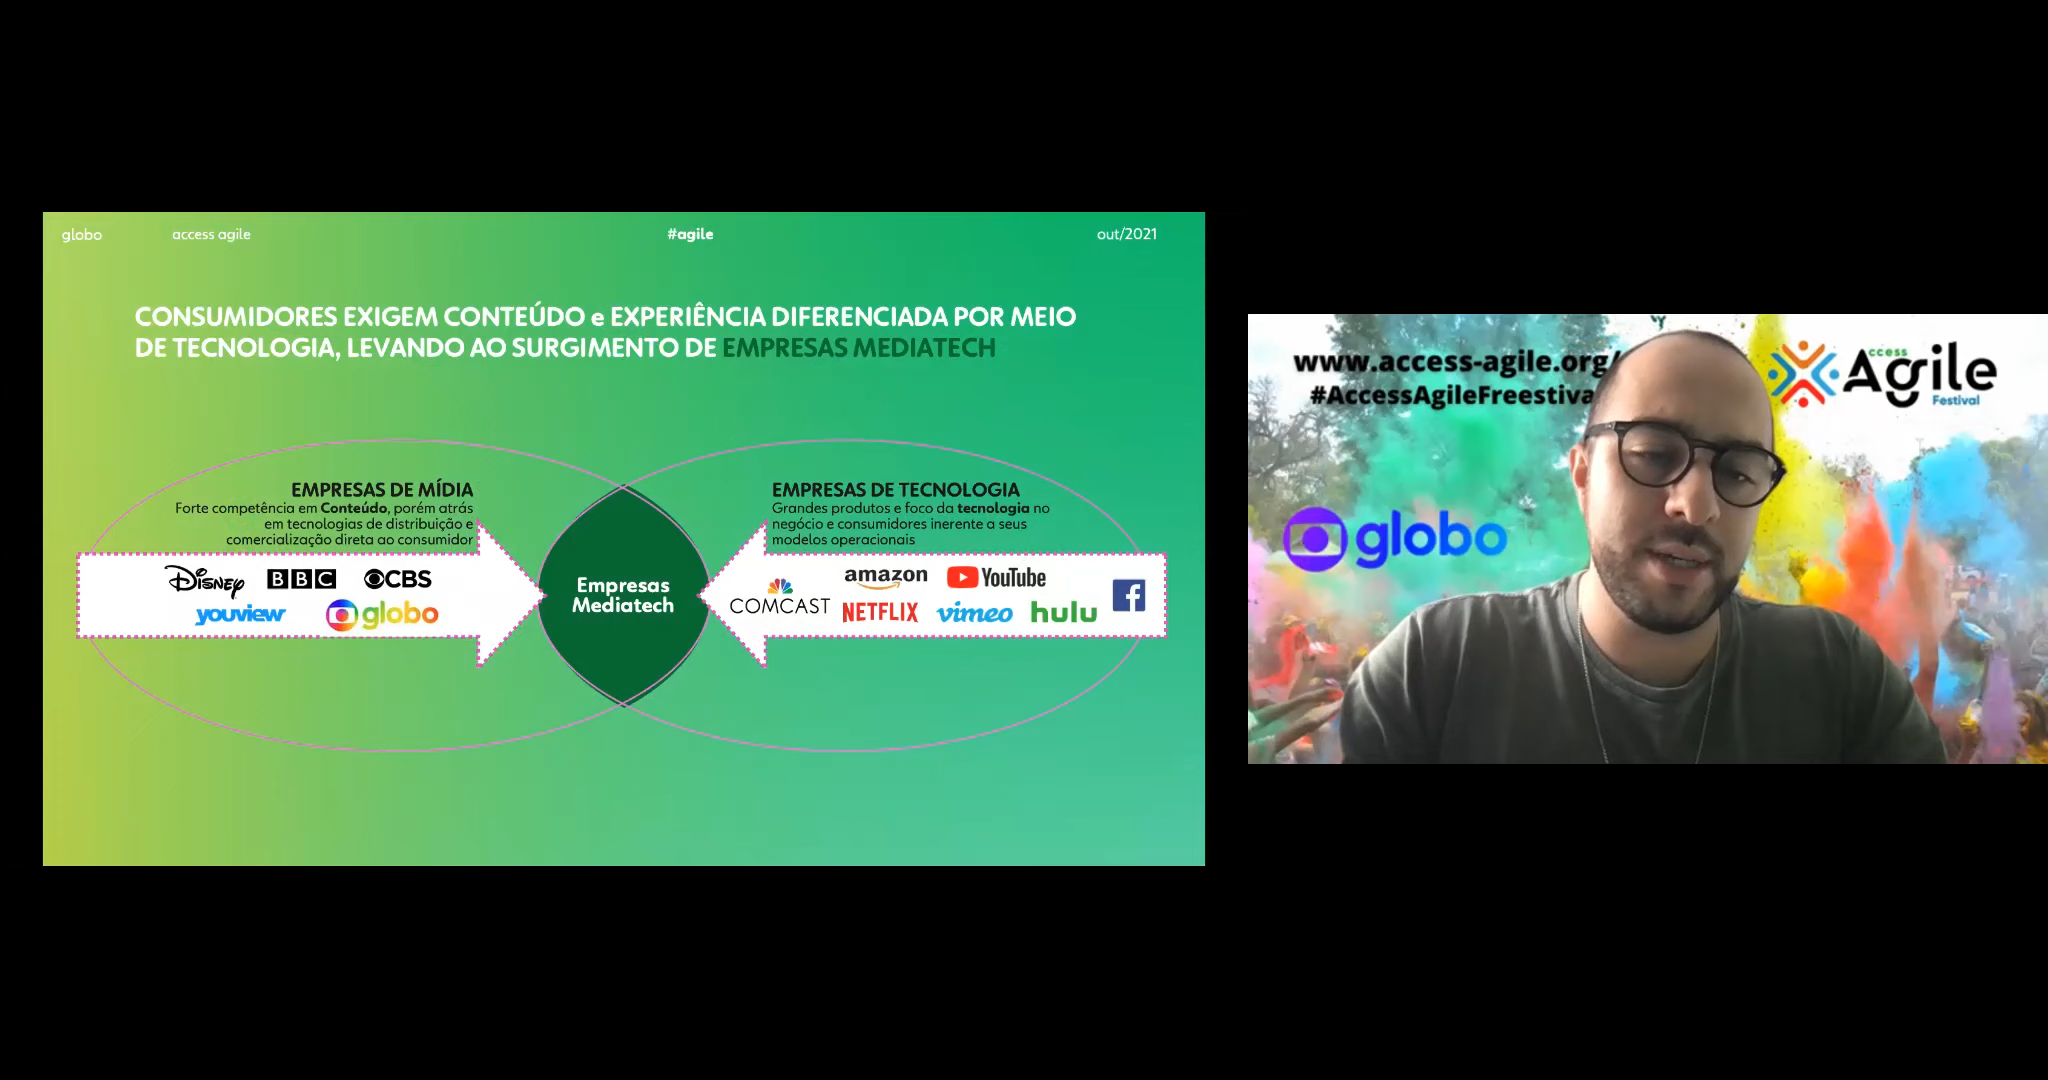 globo
access agile
#agile
out/2021
CONSUMIDORES EXIGEM CONTEÚDO e EXPERIÊNCIA DIFERENCIADA POR MEIO
DE TECNOLOGIA, LEVANDO AO SURGIMENTO DE EMPRESAS MEDIATECH
EMPRESAS DE MÍDIA
Forte competência em Conteúdo, porém atrás
em tecnologias de distribuição e
comercialização direta ao consumidor
DISNEY
BBC
CBS
youview
globo
Empresas
Mediatech
EMPRESAS DE TECNOLOGIA
Grandes produtos e foco da tecnologia no
negócio e consumidores inerente a seus
modelos operacionais
COMCAST
amazon
YouTube
NETFLIX
vimeo
hulu
f
www.access-agile.org/
#AccessAgileFreestiva
globo
ccess
Agile
Festival